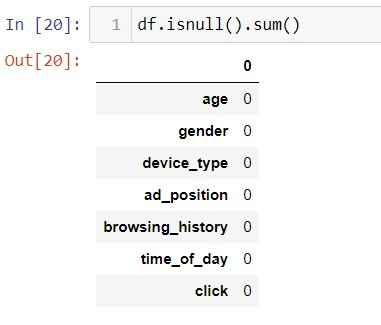 In [20]: 1 df.isnull().sum()
Out[20]:
0
age 0
gender 0
device_type 0
ad_position 0
browsing_history 0
time_of_day 0
click 0